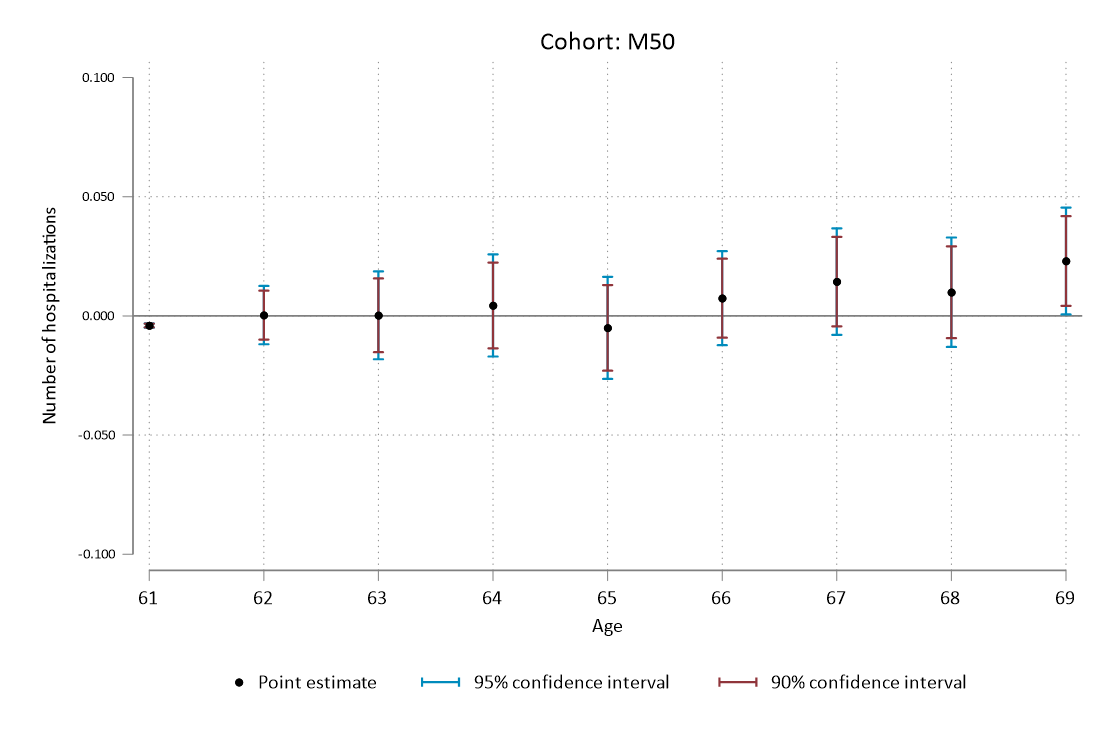 Cohort: M50
0.100
0.050
0.000
-0.050
-0.100
Number of hospitalizations
61 62 63 64 65 66 67 68 69
Age
Point estimate 95% confidence interval 90% confidence interval